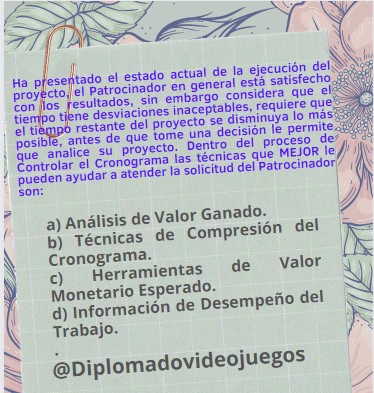 Ha presentado el estado actual de la ejecución del
proyecto, el Patrocinador en general está satisfecho
con los resultados, sin embargo considera que el
tiempo tiene desviaciones inaceptables, requiere que
el tiempo restante del proyecto se disminuya lo más
posible, antes de que tome una decisión le permite
que analice su proyecto. Dentro del proceso de
Controlar el Cronograma las técnicas que MEJOR le
pueden ayudar a atender la solicitud del Patrocinador
son:
a) Análisis de Valor Ganado.
b) Técnicas de Compresión del
Cronograma.
c) Herramientas de Valor
Monetario Esperado.
d) Información de Desempeño del
Trabajo.
.
@Diplomadovideojuegos